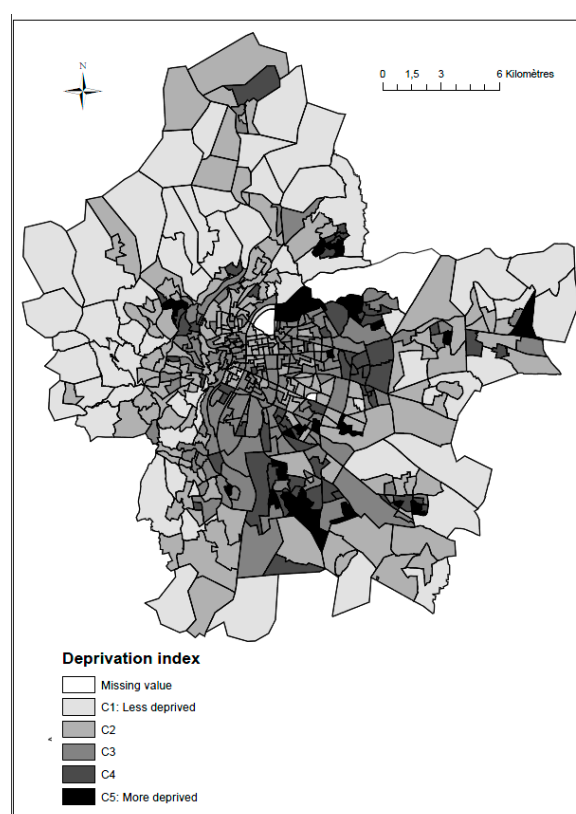 N
0 1,5 3 6 Kilomètres
Deprivation index
Missing value
C1: Less deprived
C2
C3
C4
C5: More deprived